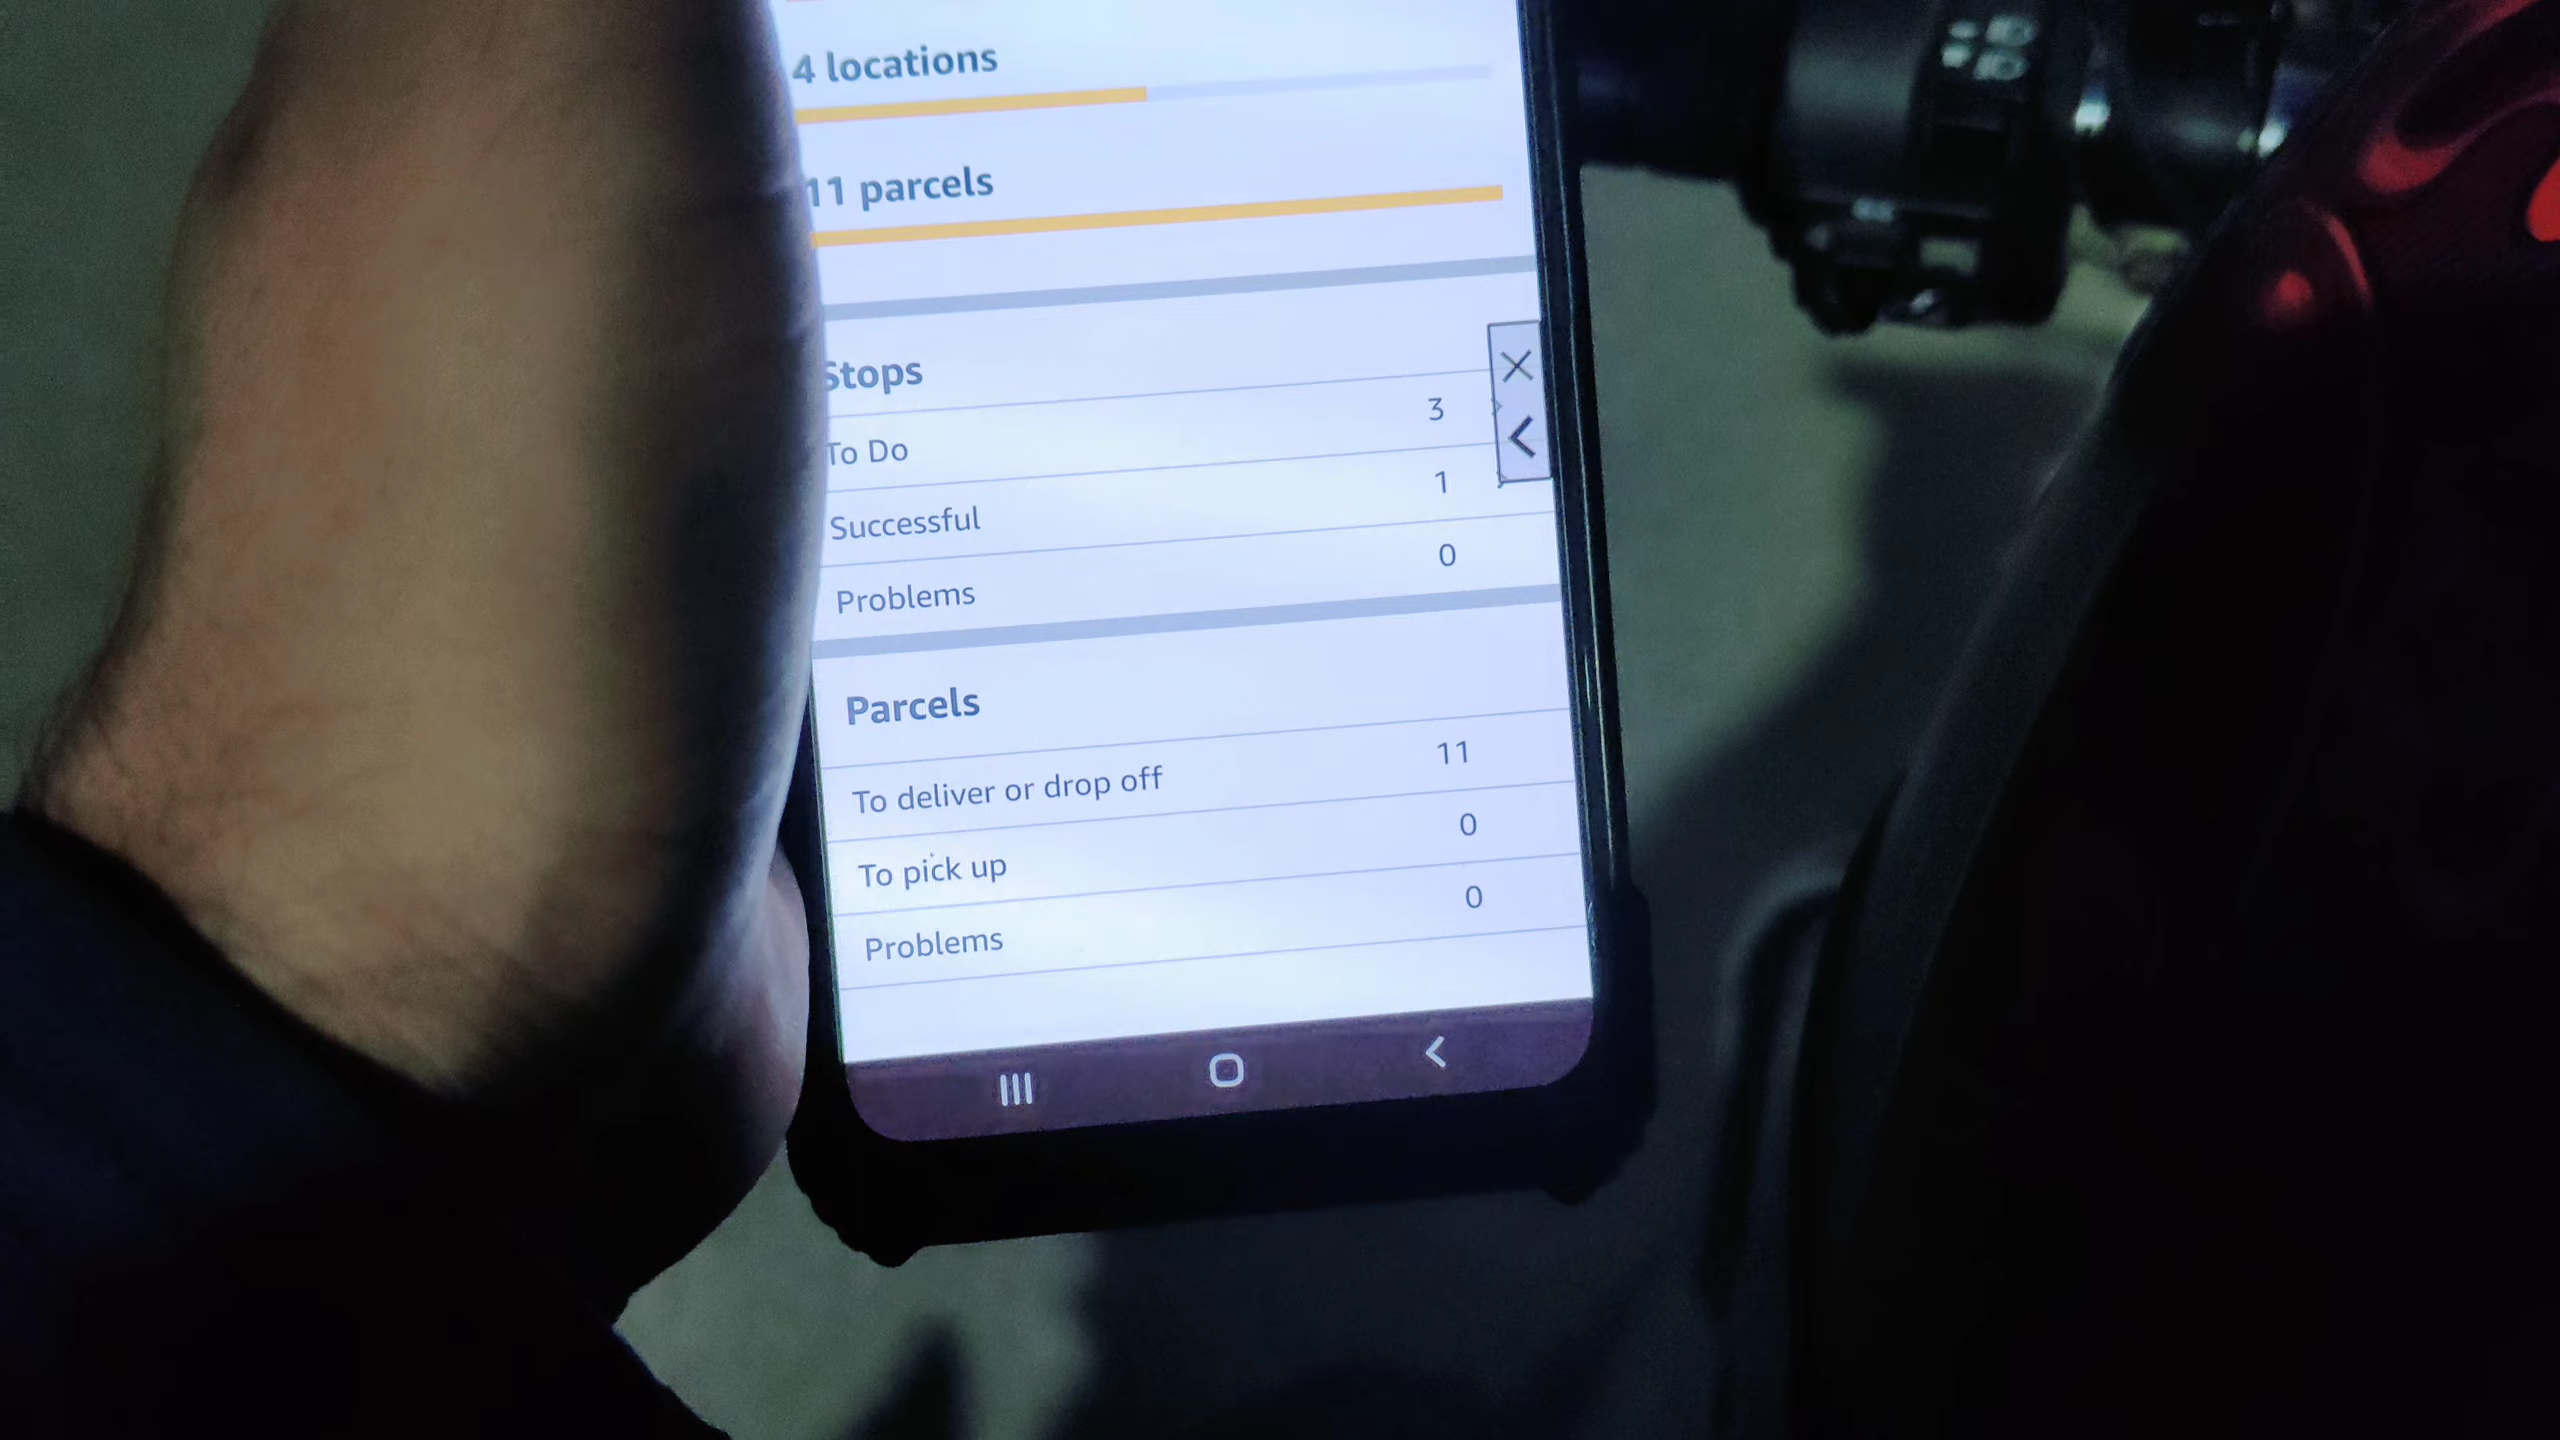 4 locations
11 parcels
Stops
To Do 3
Successful 1
Problems 0
Parcels
To deliver or drop off 11
To pick up 0
Problems 0